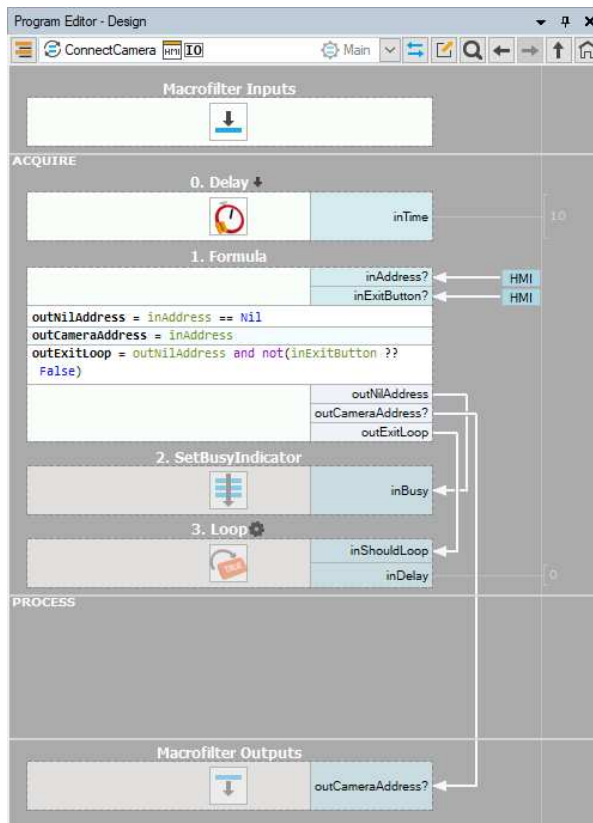 Program Editor - Design
ConnectCamera HMI IO Main
Macrofilter Inputs
ACQUIRE
0. Delay
inTime 10
1. Formula
inAddress? HMI
inExitButton? HMI
outNilAddress = inAddress == Nil
outCameraAddress = inAddress
outExitLoop = outNilAddress and not(inExitButton ??
False)
outNilAddress
outCameraAddress?
outExitLoop
2. SetBusyIndicator
inBusy
3. Loop
TRUE
inShouldLoop
inDelay 0
PROCESS
Macrofilter Outputs
outCameraAddress?